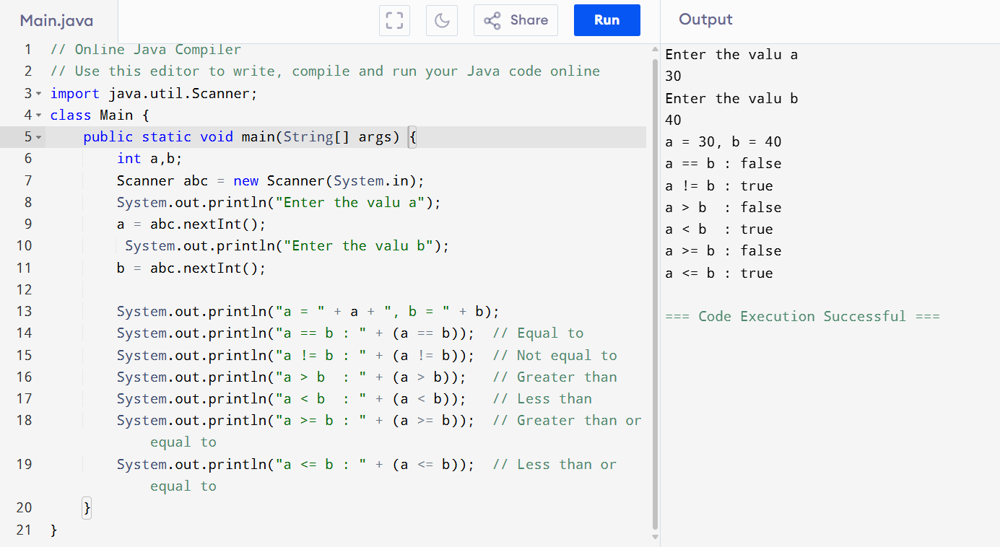 Main.java
Share
Run
Output
1 // Online Java Compiler
2 // Use this editor to write, compile and run your Java code online
3 import java.util.Scanner;
4 class Main {
5     public static void main(String[] args) {
6         int a,b;
7         Scanner abc = new Scanner(System.in);
8         System.out.println("Enter the valu a");
9         a = abc.nextInt();
10          System.out.println("Enter the valu b");
11         b = abc.nextInt();
12
13         System.out.println("a = " + a + ", b = " + b);
14         System.out.println("a == b : " + (a == b));  // Equal to
15         System.out.println("a != b : " + (a != b));  // Not equal to
16         System.out.println("a > b  : " + (a > b));   // Greater than
17         System.out.println("a < b  : " + (a < b));   // Less than
18         System.out.println("a >= b : " + (a >= b));  // Greater than or
equal to
19         System.out.println("a <= b : " + (a <= b));  // Less than or
equal to
20     }
21 }
Enter the valu a
30
Enter the valu b
40
a = 30, b = 40
a == b : false
a != b : true
a > b  : false
a < b  : true
a >= b : false
a <= b : true
=== Code Execution Successful ===